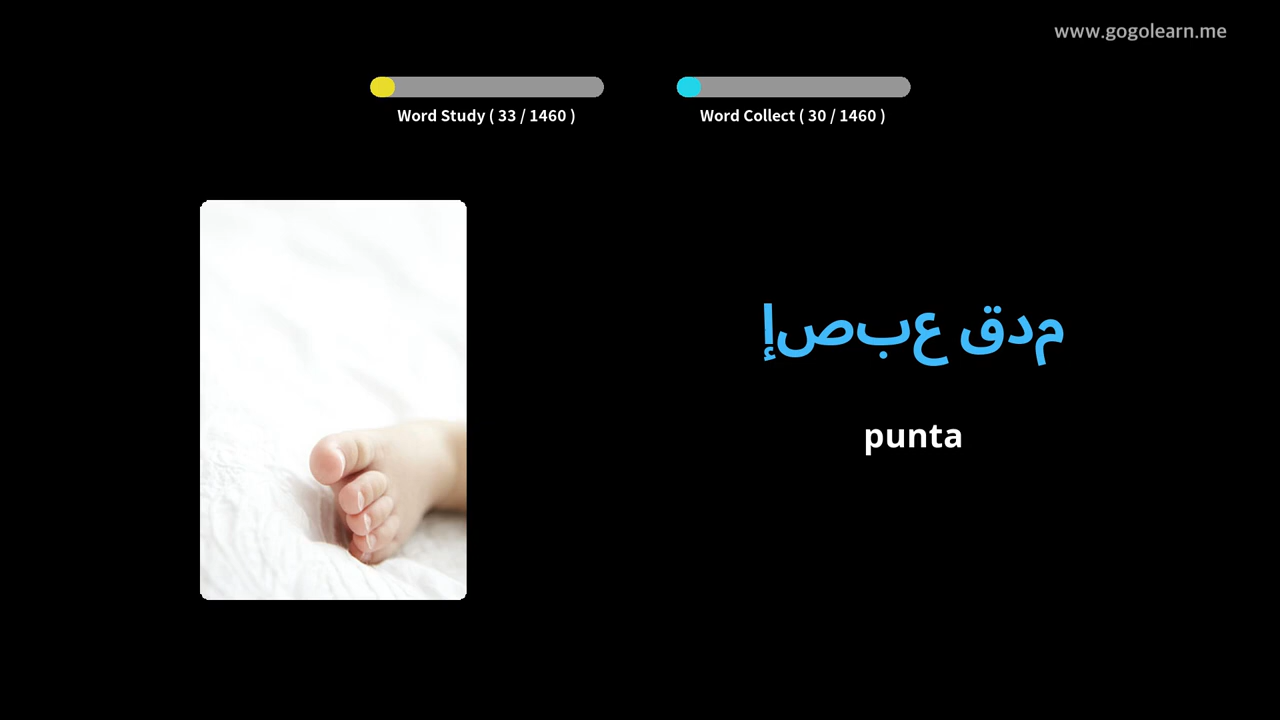 www.gogolearn.me
Word Study ( 33 / 1460 )
Word Collect ( 30 / 1460 )
إصبع قدم
punta